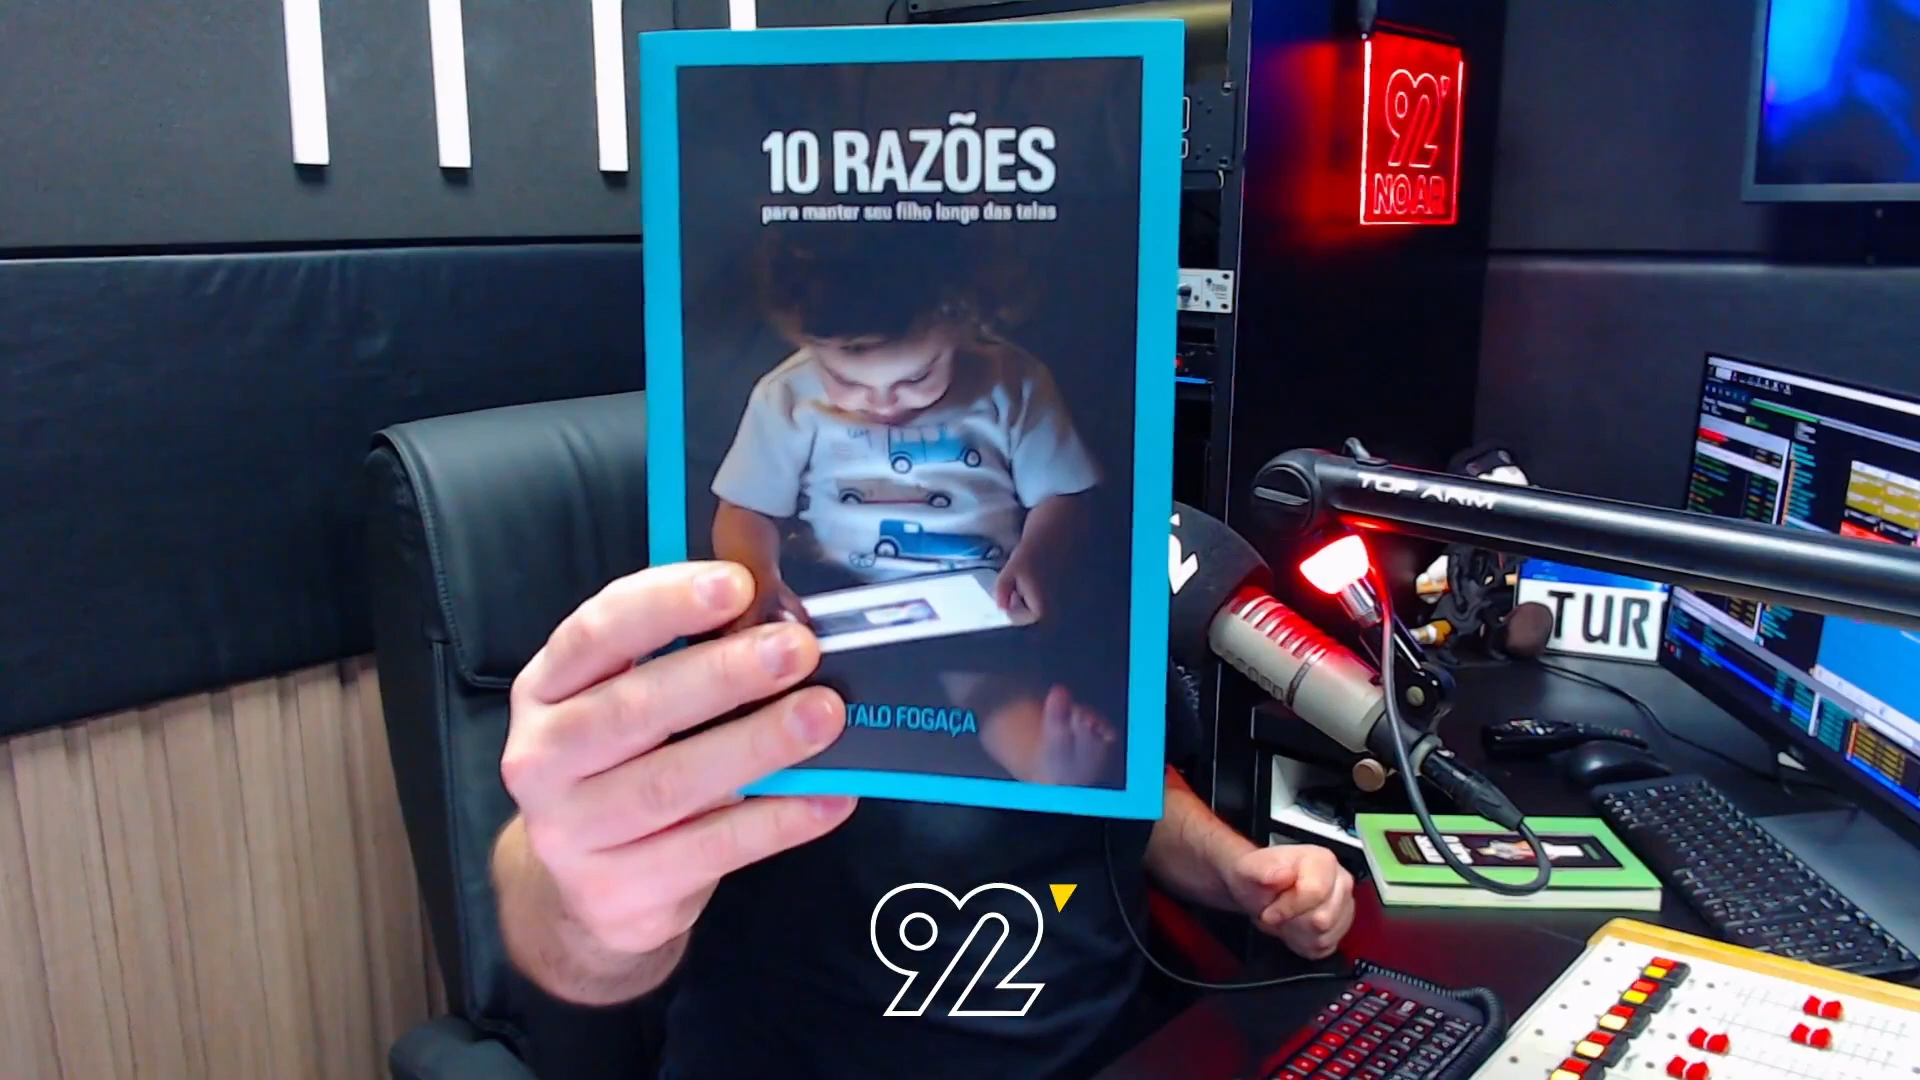 10 RAZÕES
para manter seu filho longe das telas
TALO FOGAÇA
92
NO AR
TOP ARM
TUR
92